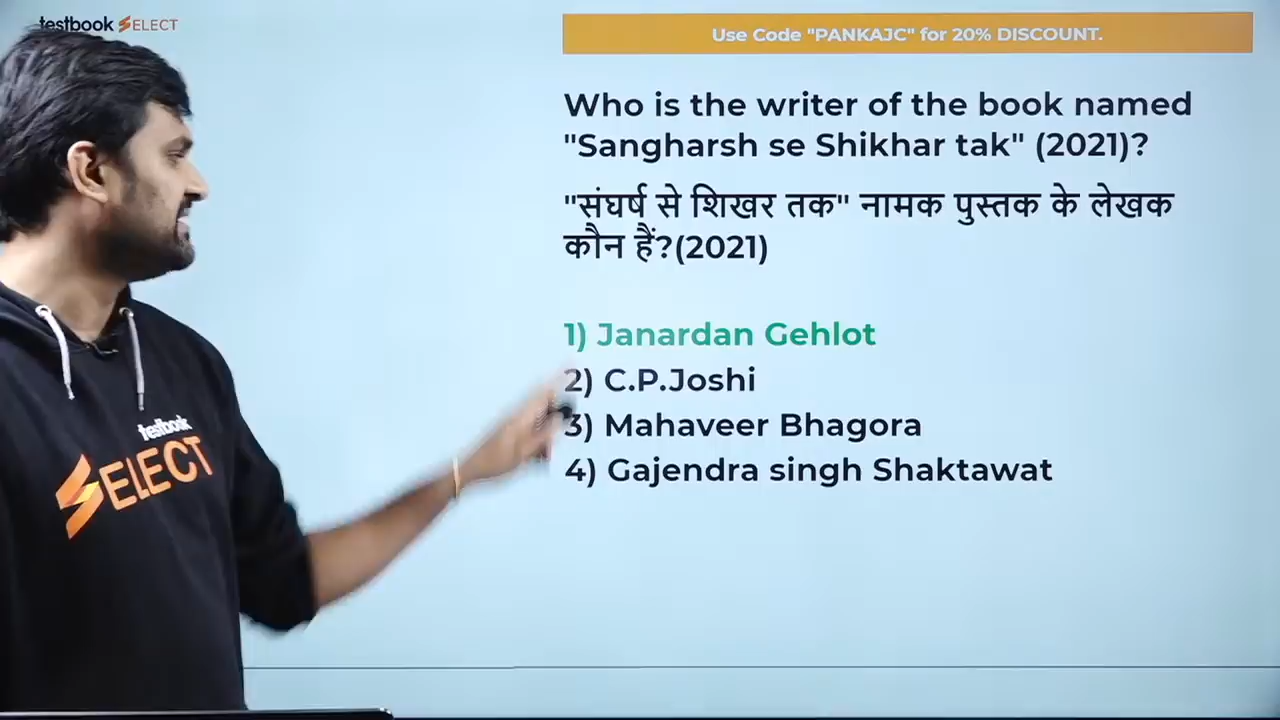 testbook SELECT
Use Code "PANKAJC" for 20% DISCOUNT.
Who is the writer of the book named
"Sangharsh se Shikhar tak" (2021)?
"संघर्ष से शिखर तक" नामक पुस्तक के लेखक
कौन हैं?(2021)
1) Janardan Gehlot
2) C.P.Joshi
3) Mahaveer Bhagora
4) Gajendra singh Shaktawat
testbook
SELECT